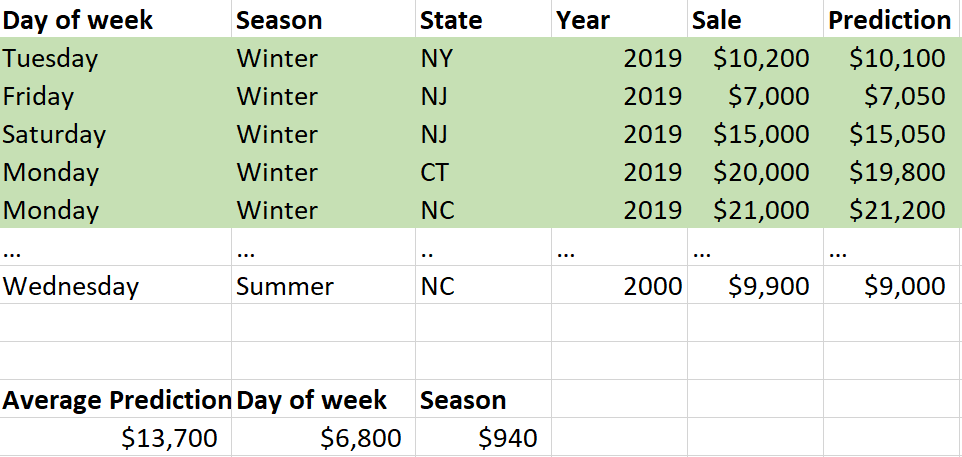 Day of week Season State Year Sale Prediction
Tuesday Winter NY 2019 $10,200 $10,100
Friday Winter NJ 2019 $7,000 $7,050
Saturday Winter NJ 2019 $15,000 $15,050
Monday Winter CT 2019 $20,000 $19,800
Monday Winter NC 2019 $21,000 $21,200
... ... .. ... ... ...
Wednesday Summer NC 2000 $9,900 $9,000
Average Prediction Day of week Season
$13,700 $6,800 $940